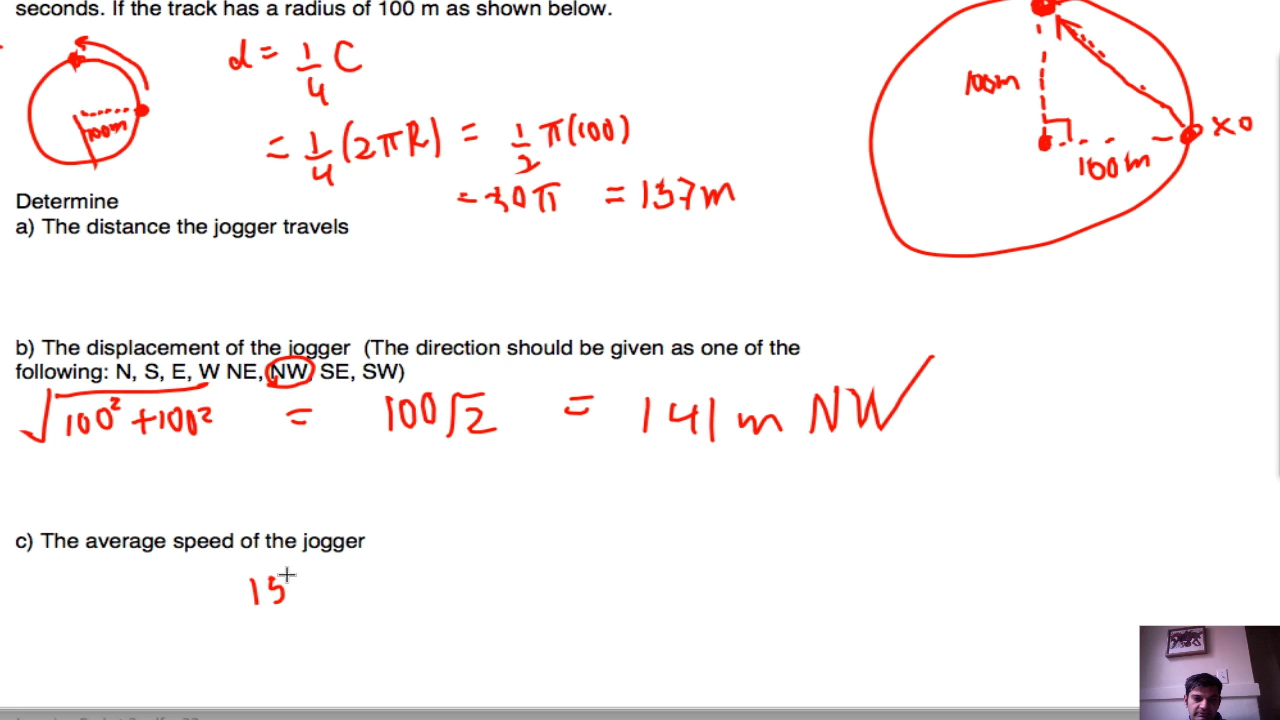 seconds. If the track has a radius of 100 m as shown below.
d = 1/4 C
= 1/4 (2πR) = 1/2 π(100)
= 50π = 157m
100m
100m
100m
XO
Determine
a) The distance the jogger travels
b) The displacement of the jogger (The direction should be given as one of the
following: N, S, E, W NE, NW, SE, SW)
√100² + 100² = 100√2 = 141 m NW
c) The average speed of the jogger
15